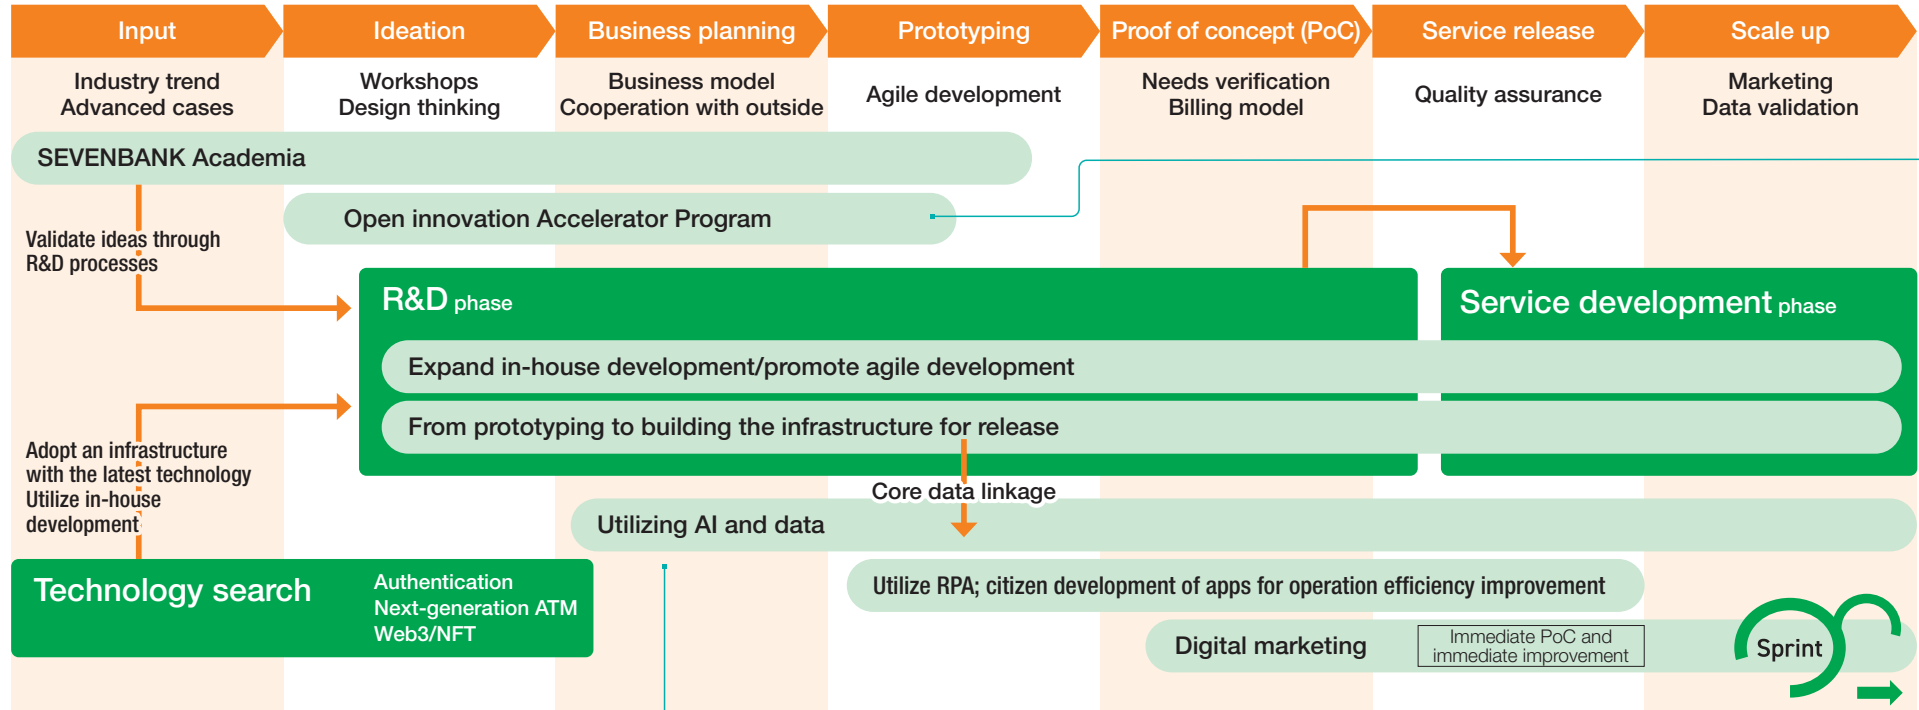 Input
Ideation
Business planning
Prototyping
Proof of concept (PoC)
Service release
Scale up
Industry trend
Advanced cases
Workshops
Design thinking
Business model
Cooperation with outside
Agile development
Needs verification
Billing model
Quality assurance
Marketing
Data validation
SEVENBANK Academia
Open innovation Accelerator Program
Validate ideas through
R&D processes
R&D phase
Service development phase
Expand in-house development/promote agile development
From prototyping to building the infrastructure for release
Adopt an infrastructure
with the latest technology
Utilize in-house
development
Core data linkage
Utilizing AI and data
Technology search
Authentication
Next-generation ATM
Web3/NFT
Utilize RPA; citizen development of apps for operation efficiency improvement
Digital marketing
Immediate PoC and
immediate improvement
Sprint